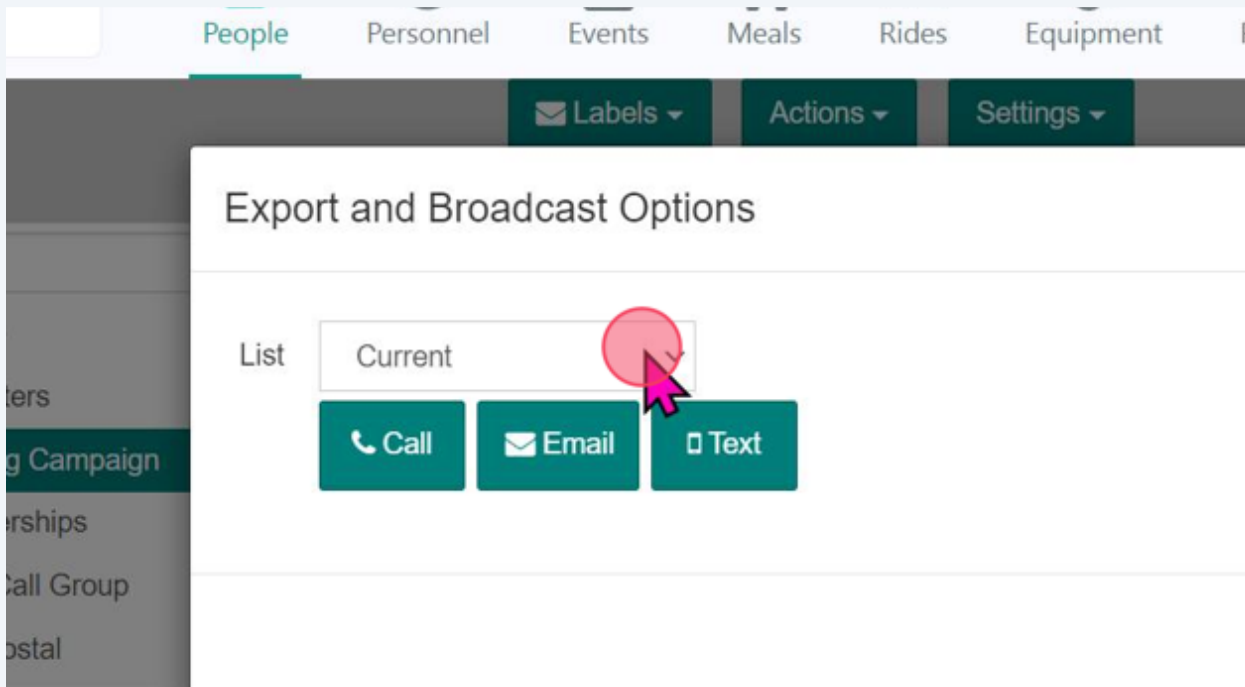 People Personnel Events Meals Rides Equipment
Labels Actions Settings
Export and Broadcast Options
List Current
ters
Call Email Text
g Campaign
erships
Call Group
ostal